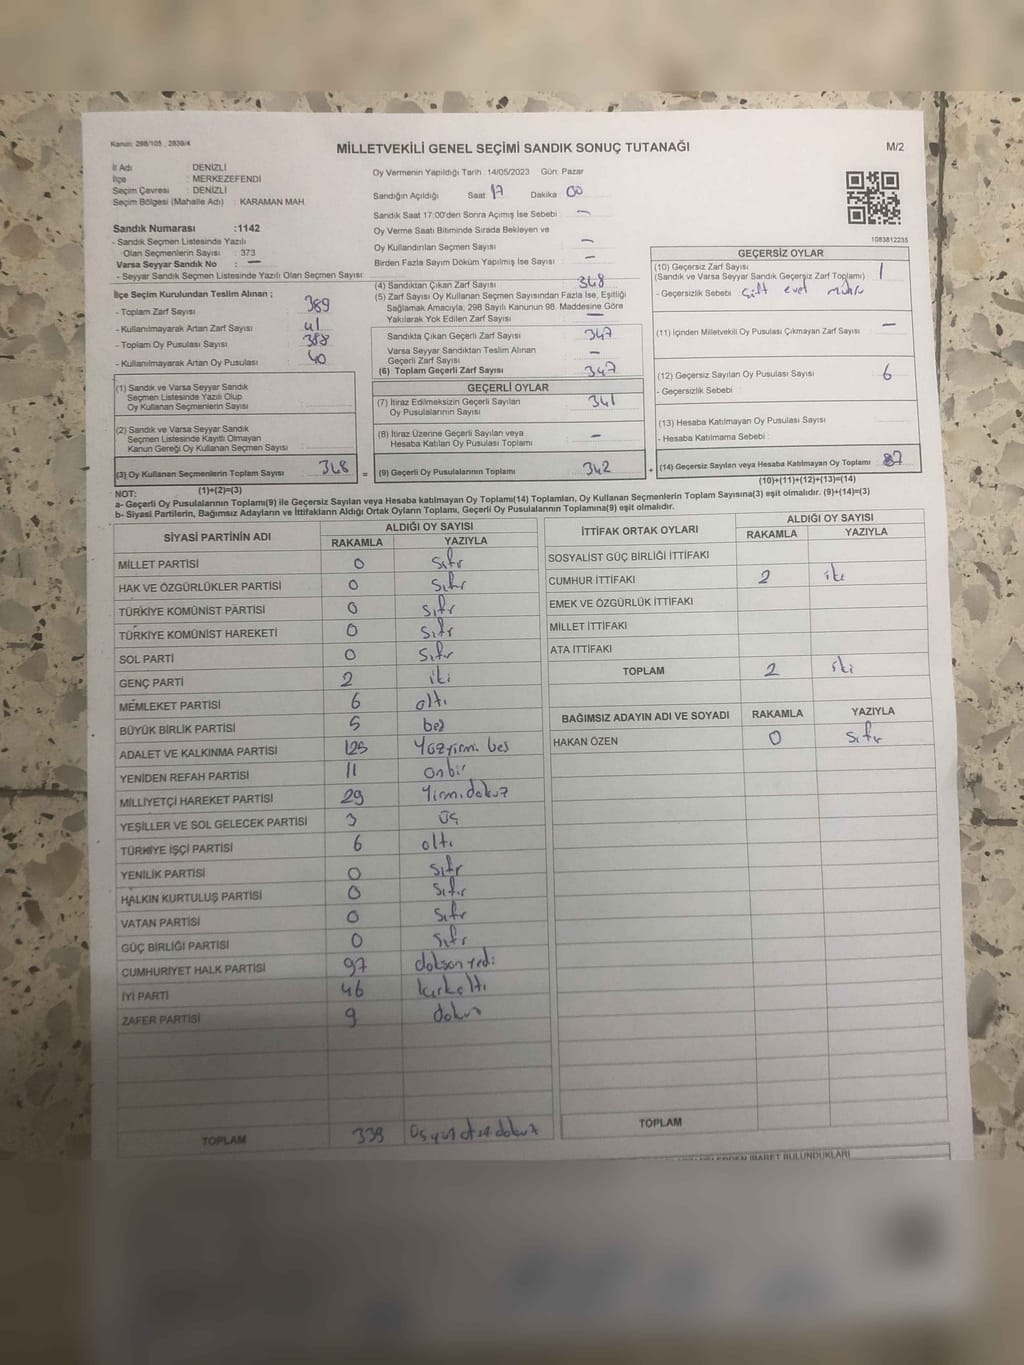 Kanun: 298/105 , 2839/4
MİLLETVEKİLİ GENEL SEÇİMİ SANDIK SONUÇ TUTANAĞI
M/2
İl Adı : DENİZLİ
İlçe : MERKEZEFENDİ
Seçim Çevresi : DENİZLİ
Seçim Bölgesi (Mahalle Adı) : KARAMAN MAH.
Sandık Numarası :1142
- Sandık Seçmen Listesinde Yazılı
Olan Seçmenlerin Sayısı : 373
Varsa Seyyar Sandık No : —
- Seyyar Sandık Seçmen Listesinde Yazılı Olan Seçmen Sayısı:
Oy Vermenin Yapıldığı Tarih :14/05/2023 Gün: Pazar
Sandığın Açıldığı Saat: 17 Dakika 00
Sandık Saat 17:00'den Sonra Açımış İse Sebebi : —
Oy Verme Saati Bitiminde Sırada Bekleyen ve
Oy Kullandırılan Seçmen Sayısı : —
Birden Fazla Sayım Döküm Yapılmış İse Sayısı : —
1083812235
İlçe Seçim Kurulundan Teslim Alınan ;
- Toplam Zarf Sayısı : 389
- Kullanılmayarak Artan Zarf Sayısı : 41
- Toplam Oy Pusulası Sayısı : 388
- Kullanılmayarak Artan Oy Pusulası : 40
(4) Sandıktan Çıkan Zarf Sayısı : 348
(5) Zarf Sayısı Oy Kullanan Seçmen Sayısından Fazla İse, Eşitliği
Sağlamak Amacıyla, 298 Sayılı Kanunun 98. Maddesine Göre
Yakılarak Yok Edilen Zarf Sayısı : —
Sandıkta Çıkan Geçerli Zarf Sayısı : 347
Varsa Seyyar Sandıktan Teslim Alınan
Geçerli Zarf Sayısı : —
(6) Toplam Geçerli Zarf Sayısı : 347
GEÇERSİZ OYLAR
(10) Geçersiz Zarf Sayısı
(Sandık ve Varsa Seyyar Sandık Geçersiz Zarf Toplamı) : 1
- Geçersizlik Sebebi : Çift evet mühr
(11) İçinden Milletvekili Oy Pusulası Çıkmayan Zarf Sayısı : —
(12) Geçersiz Sayılan Oy Pusulası Sayısı : 6
- Geçersizlik Sebebi :
(13) Hesaba Katılmayan Oy Pusulası Sayısı :
- Hesaba Katılmama Sebebi :
(1) Sandık ve Varsa Seyyar Sandık
Seçmen Listesinde Yazılı Olup
Oy Kullanan Seçmenlerin Sayısı :
(2) Sandık ve Varsa Seyyar Sandık
Seçmen Listesinde Kayıtlı Olmayan
Kanun Gereği Oy Kullanan Seçmen Sayısı :
GEÇERLİ OYLAR
(7) İtiraz Edilmeksizin Geçerli Sayılan
Oy Pusulalarının Sayısı : 341
(8) İtiraz Üzerine Geçerli Sayılan veya
Hesaba Katılan Oy Pusulası Toplamı : —
(3) Oy Kullanan Seçmenlerin Toplam Sayısı : 348 = (9) Geçerli Oy Pusulalarının Toplamı : 342 + (14) Geçersiz Sayılan veya Hesaba Katılmayan Oy Toplamı :
(1)+(2)=(3)
(10)+(11)+(12)+(13)=(14)
NOT:
a- Geçerli Oy Pusulalarının Toplamı(9) ile Geçersiz Sayılan veya Hesaba katılmayan Oy Toplamı(14) Toplamları, Oy Kullanan Seçmenlerin Toplam Sayısına(3) eşit olmalıdır. (9)+(14)=(3)
b- Siyasi Partilerin, Bağımsız Adayların ve İttifakların Aldığı Ortak Oyların Toplamı, Geçerli Oy Pusulalarının Toplamına(9) eşit olmalıdır.
SİYASİ PARTİNİN ADI ALDIĞI OY SAYISI
RAKAMLA YAZIYLA
MİLLET PARTİSİ 0 sıfır
HAK VE ÖZGÜRLÜKLER PARTİSİ 0 sıfır
TÜRKİYE KOMÜNİST PARTİSİ 0 sıfır
TÜRKİYE KOMÜNİST HAREKETİ 0 sıfır
SOL PARTİ 0 sıfır
GENÇ PARTİ 2 iki
MEMLEKET PARTİSİ 6 altı
BÜYÜK BİRLİK PARTİSİ 5 beş
ADALET VE KALKINMA PARTİSİ 125 Yüzyirmi beş
YENİDEN REFAH PARTİSİ 11 onbir
MİLLİYETÇİ HAREKET PARTİSİ 29 Yirmidokuz
YEŞİLLER VE SOL GELECEK PARTİSİ 3 üç
TÜRKİYE İŞÇİ PARTİSİ 6 altı
YENİLİK PARTİSİ 0 sıfır
HALKIN KURTULUŞ PARTİSİ 0 sıfır
VATAN PARTİSİ 0 sıfır
GÜÇ BİRLİĞİ PARTİSİ 0 sıfır
CUMHURİYET HALK PARTİSİ 97 doksan yedi
İYİ PARTİ 46 kırkaltı
ZAFER PARTİSİ 9 dokuz
TOPLAM 339 üçyüzotuzdokuz
İTTİFAK ORTAK OYLARI ALDIĞI OY SAYISI
RAKAMLA YAZIYLA
SOSYALİST GÜÇ BİRLİĞİ İTTİFAKI
CUMHUR İTTİFAKI 2 iki
EMEK VE ÖZGÜRLÜK İTTİFAKI
MİLLET İTTİFAKI
ATA İTTİFAKI
TOPLAM 2 iki
BAĞIMSIZ ADAYIN ADI VE SOYADI RAKAMLA YAZIYLA
HAKAN ÖZEN 0 sıfır
TOPLAM